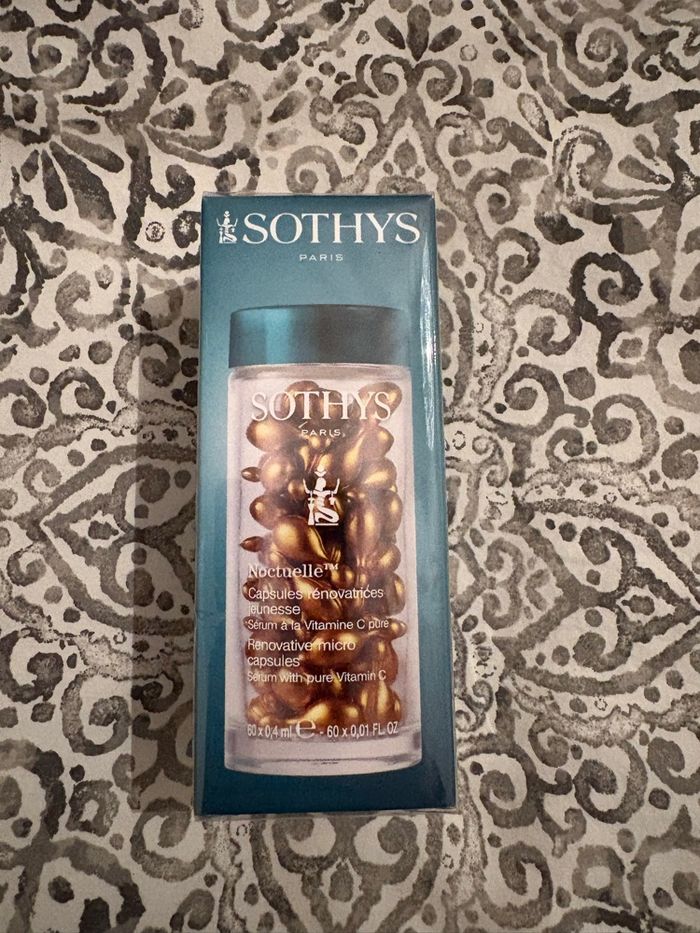 SOTHYS
PARIS
SOTHYS
PARIS
Noctuelle™
Capsules rénovatrices
jeunesse
Sérum à la Vitamine C pure
Renovative micro
capsules
Serum with pure Vitamin C
60 x 0,4 ml ℮ - 60 x 0,01 FL. OZ